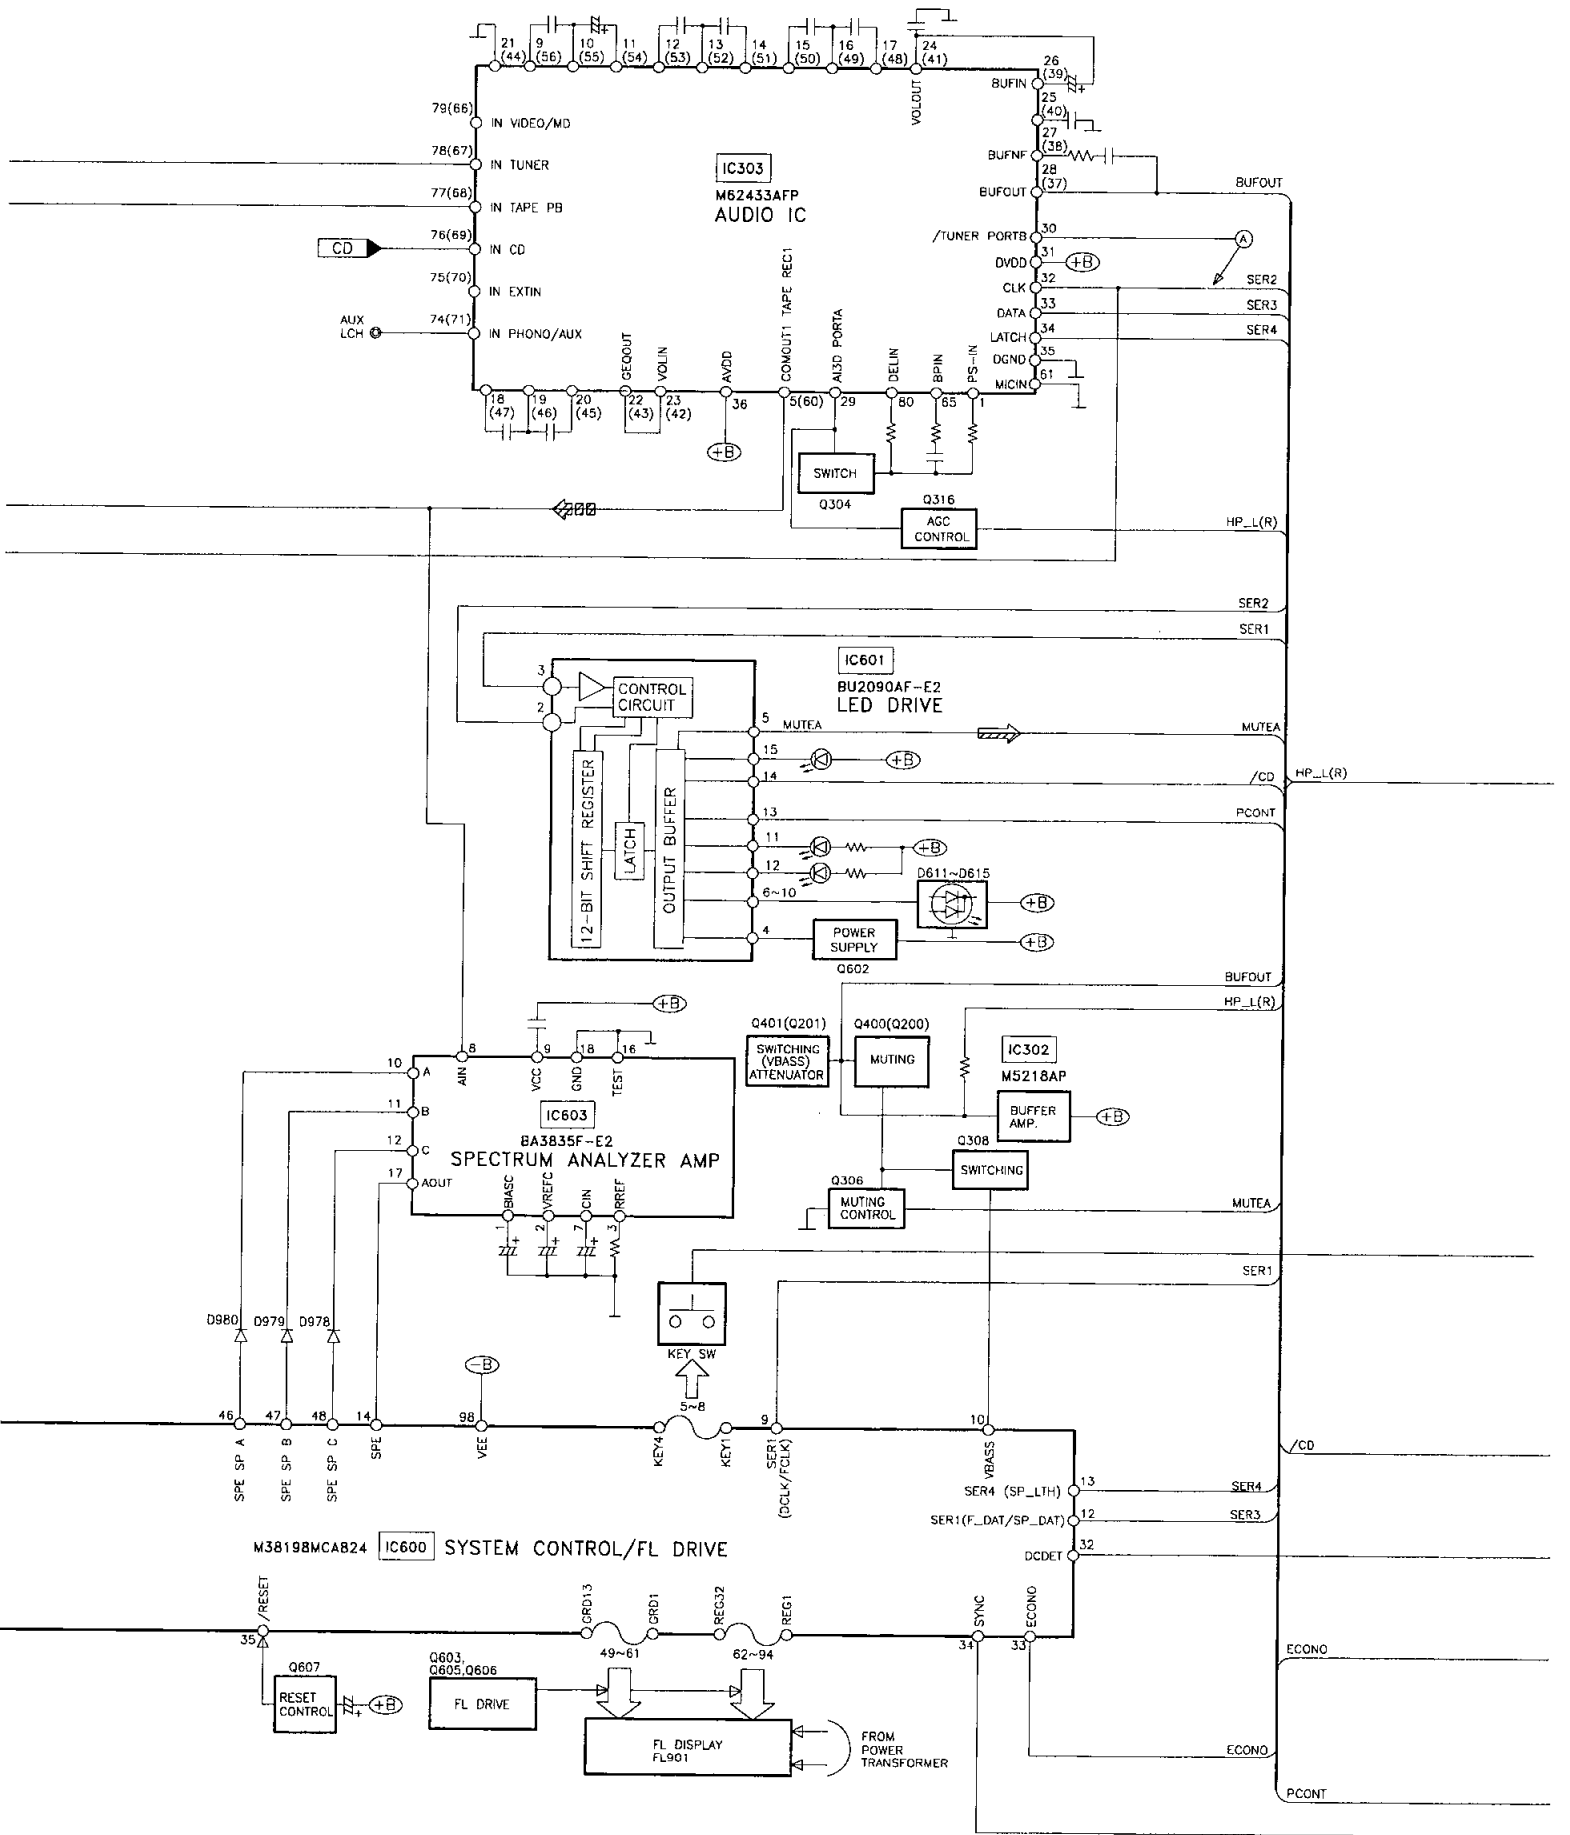 21 9 10 11 12 13 14 15 16 17 24
(44) (56) (55) (54) (53) (52) (51) (50) (49) (48) (41)
26
(39)
BUFIN
VOLOUT
25
(40)
79(66)
IN VIDEO/MD
27
(38)
BUFNF
78(67)
IN TUNER
IC303
M62433AFP
AUDIO IC
28
(37)
BUFOUT
BUFOUT
77(68)
IN TAPE PB
/TUNER PORTB
30
A
CD
76(69)
IN CD
DVDD
31
+B
75(70)
IN EXTIN
CLK
32
SER2
DATA
33
SER3
AUX
LCH
74(71)
IN PHONO/AUX
LATCH
34
SER4
DGND
35
MICIN
61
GEQOUT
VOLIN
AVDD
COMOUT1 TAPE REC1
AI3D PORTA
DELIN
BPIN
PS-IN
18 19 20 22 23 36 5(60) 29 80 65 1
(47) (46) (45) (43) (42)
+B
SWITCH
Q304
Q316
AGC
CONTROL
HP_L(R)
SER2
SER1
IC601
BU2090AF-E2
LED DRIVE
3
2
CONTROL
CIRCUIT
12-BIT SHIFT REGISTER
LATCH
OUTPUT BUFFER
5
MUTEA
MUTEA
15
+B
14
/CD
HP_L(R)
13
PCONT
11
+B
12
D611~D615
6~10
+B
4
POWER
SUPPLY
+B
Q602
BUFOUT
HP_L(R)
+B
Q401(Q201)
SWITCHING
(VBASS)
ATTENUATOR
Q400(Q200)
MUTING
IC302
M5218AP
BUFFER
AMP.
+B
8 9 18 16
AIN
VCC
GND
TEST
10
A
11
B
12
C
17
AOUT
IC603
BA3835F-E2
SPECTRUM ANALYZER AMP
BIASC
VREFC
CIN
RREF
1 2 7 3
Q308
SWITCHING
Q306
MUTING
CONTROL
MUTEA
SER1
KEY SW
D980 D979 D978
-B
5~8
46 47 48 14 98 9 10
SPE SP A
SPE SP B
SPE SP C
SPE
VEE
KEY4
KEY1
SER1
(DCLK/FCLK)
VBASS
/CD
SER4 (SP_LTH)
13
SER4
SER1(F_DAT/SP_DAT)
12
SER3
DCDET
32
M38198MCA824 IC600 SYSTEM CONTROL/FL DRIVE
/RESET
GRD13
GRD1
REG32
REG1
SYNC
ECONO
35 49~61 62~94 34 33
ECONO
Q607
RESET
CONTROL
+B
Q603,
Q605,Q606
FL DRIVE
FL DISPLAY
FL901
FROM
POWER
TRANSFORMER
ECONO
PCONT